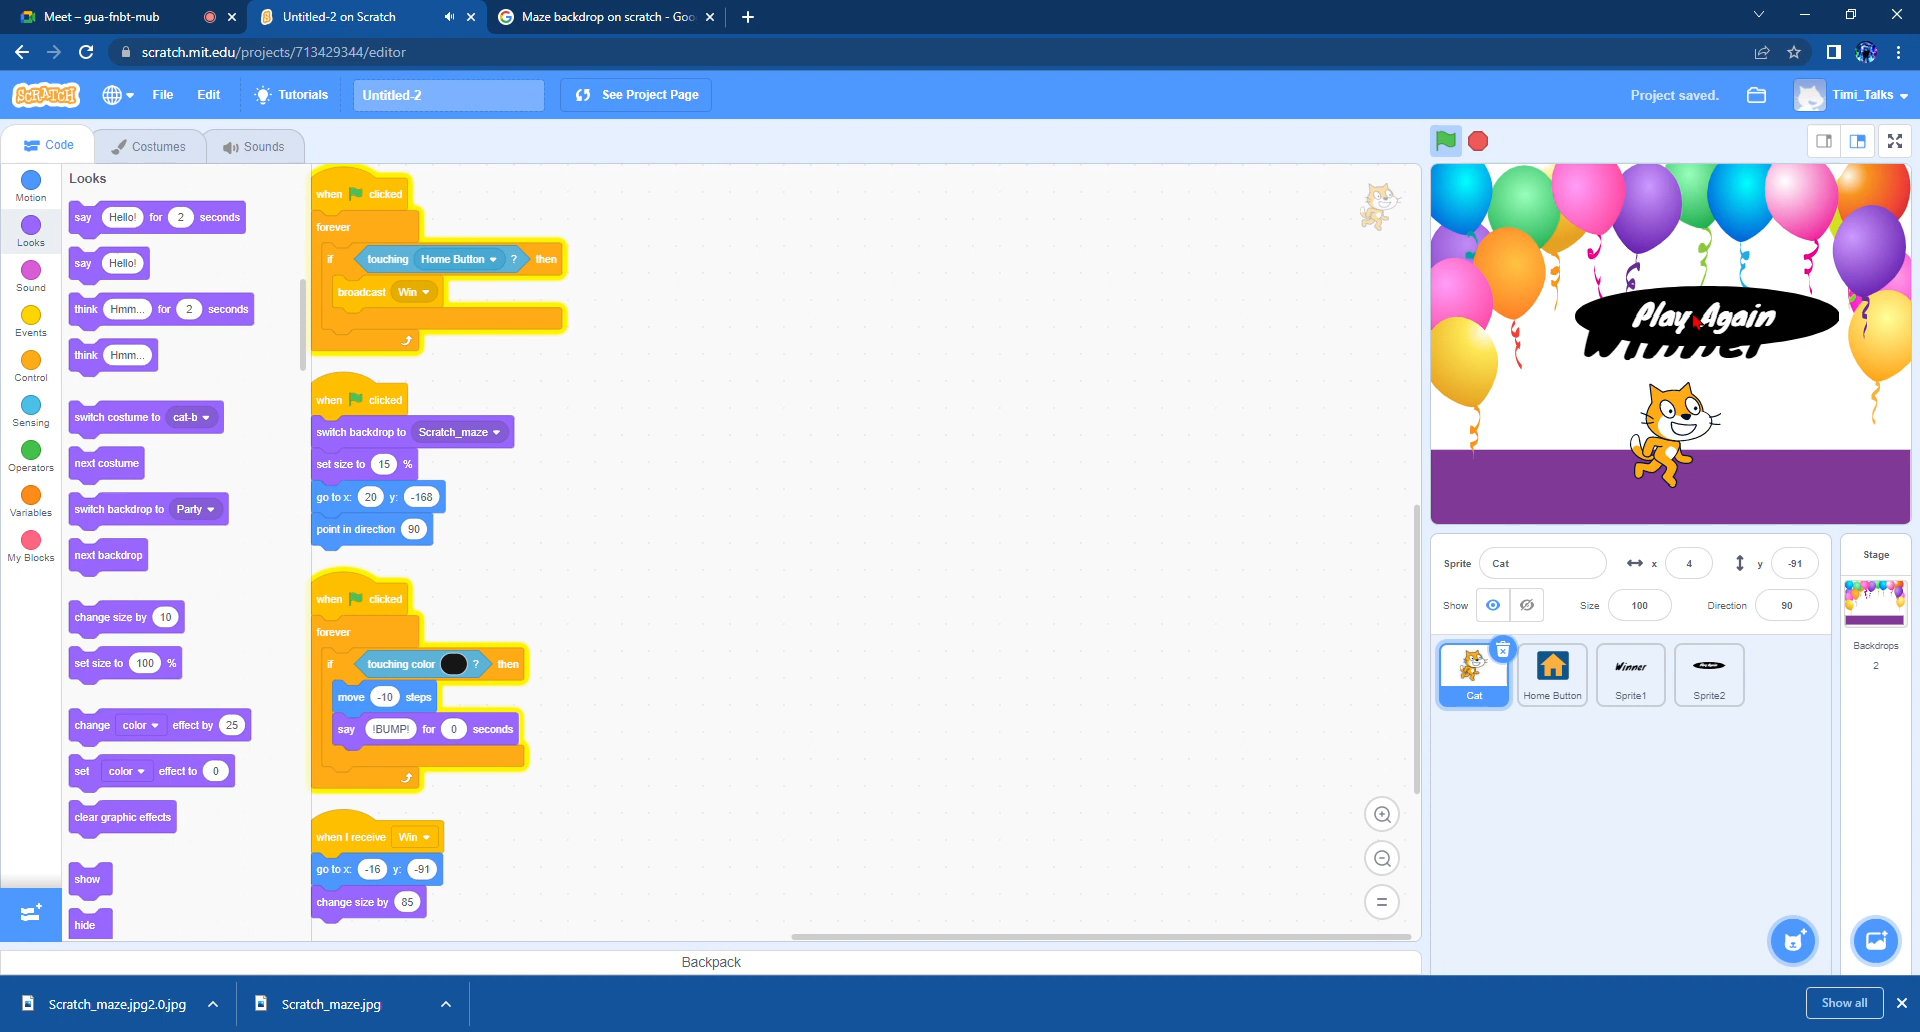 Meet – gua-fnbt-mub
Untitled-2 on Scratch
Maze backdrop on scratch - Goo
scratch.mit.edu/projects/713429344/editor
SCRATCH
File
Edit
Tutorials
Untitled-2
See Project Page
Project saved.
Timi_Talks
Code
Costumes
Sounds
Motion
Looks
Sound
Events
Control
Sensing
Operators
Variables
My Blocks
Looks
say Hello! for 2 seconds
say Hello!
think Hmm... for 2 seconds
think Hmm...
switch costume to cat-b
next costume
switch backdrop to Party
next backdrop
change size by 10
set size to 100 %
change color effect by 25
set color effect to 0
clear graphic effects
show
hide
when clicked
forever
if touching Home Button ? then
broadcast Win
when clicked
switch backdrop to Scratch_maze
set size to 15 %
go to x: 20 y: -168
point in direction 90
when clicked
forever
if touching color ? then
move -10 steps
say !BUMP! for 0 seconds
when I receive Win
go to x: -16 y: -91
change size by 85
Play Again
Winner
Sprite Cat x 4 y -91
Show Size 100 Direction 90
Cat
Home Button
Winner
Sprite1
Play Again
Sprite2
Stage
Backdrops
2
Backpack
Scratch_maze.jpg2.0.jpg
Scratch_maze.jpg
Show all